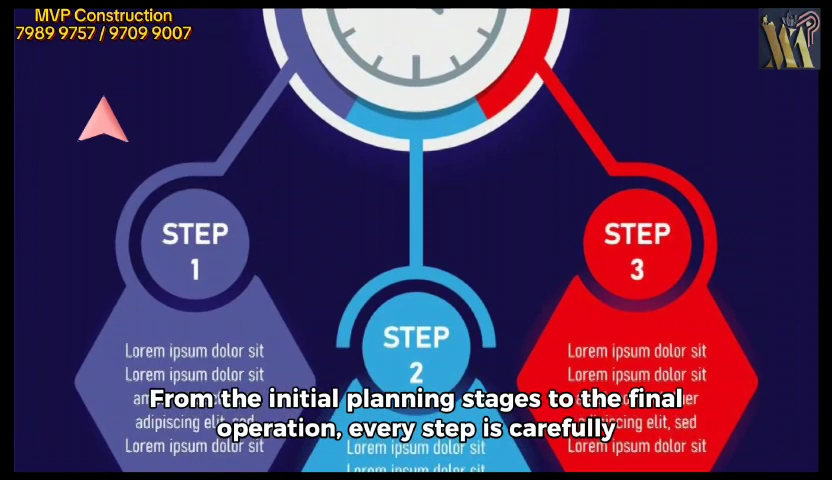 MVP Construction
7989 9757 / 9709 9007
STEP
1
Lorem ipsum dolor sit
Lorem ipsum dolor sit
adipiscing elit, sed
Lorem ipsum dolor sit
STEP
2
Lorem ipsum dolor sit
Lorem ipsum dolor sit
STEP
3
Lorem ipsum dolor sit
Lorem ipsum dolor sit
adipiscing elit, sed
Lorem ipsum dolor sit
From the initial planning stages to the final
operation, every step is carefully